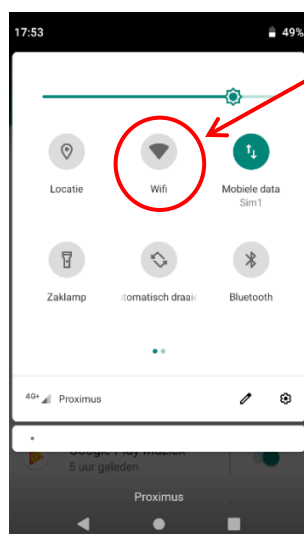 17:53 49%
Locatie Wifi Mobiele data
Sim1
Zaklamp tomatisch draaie Bluetooth
4G+ Proximus
Google Play Muziek
5 uur geleden
Proximus